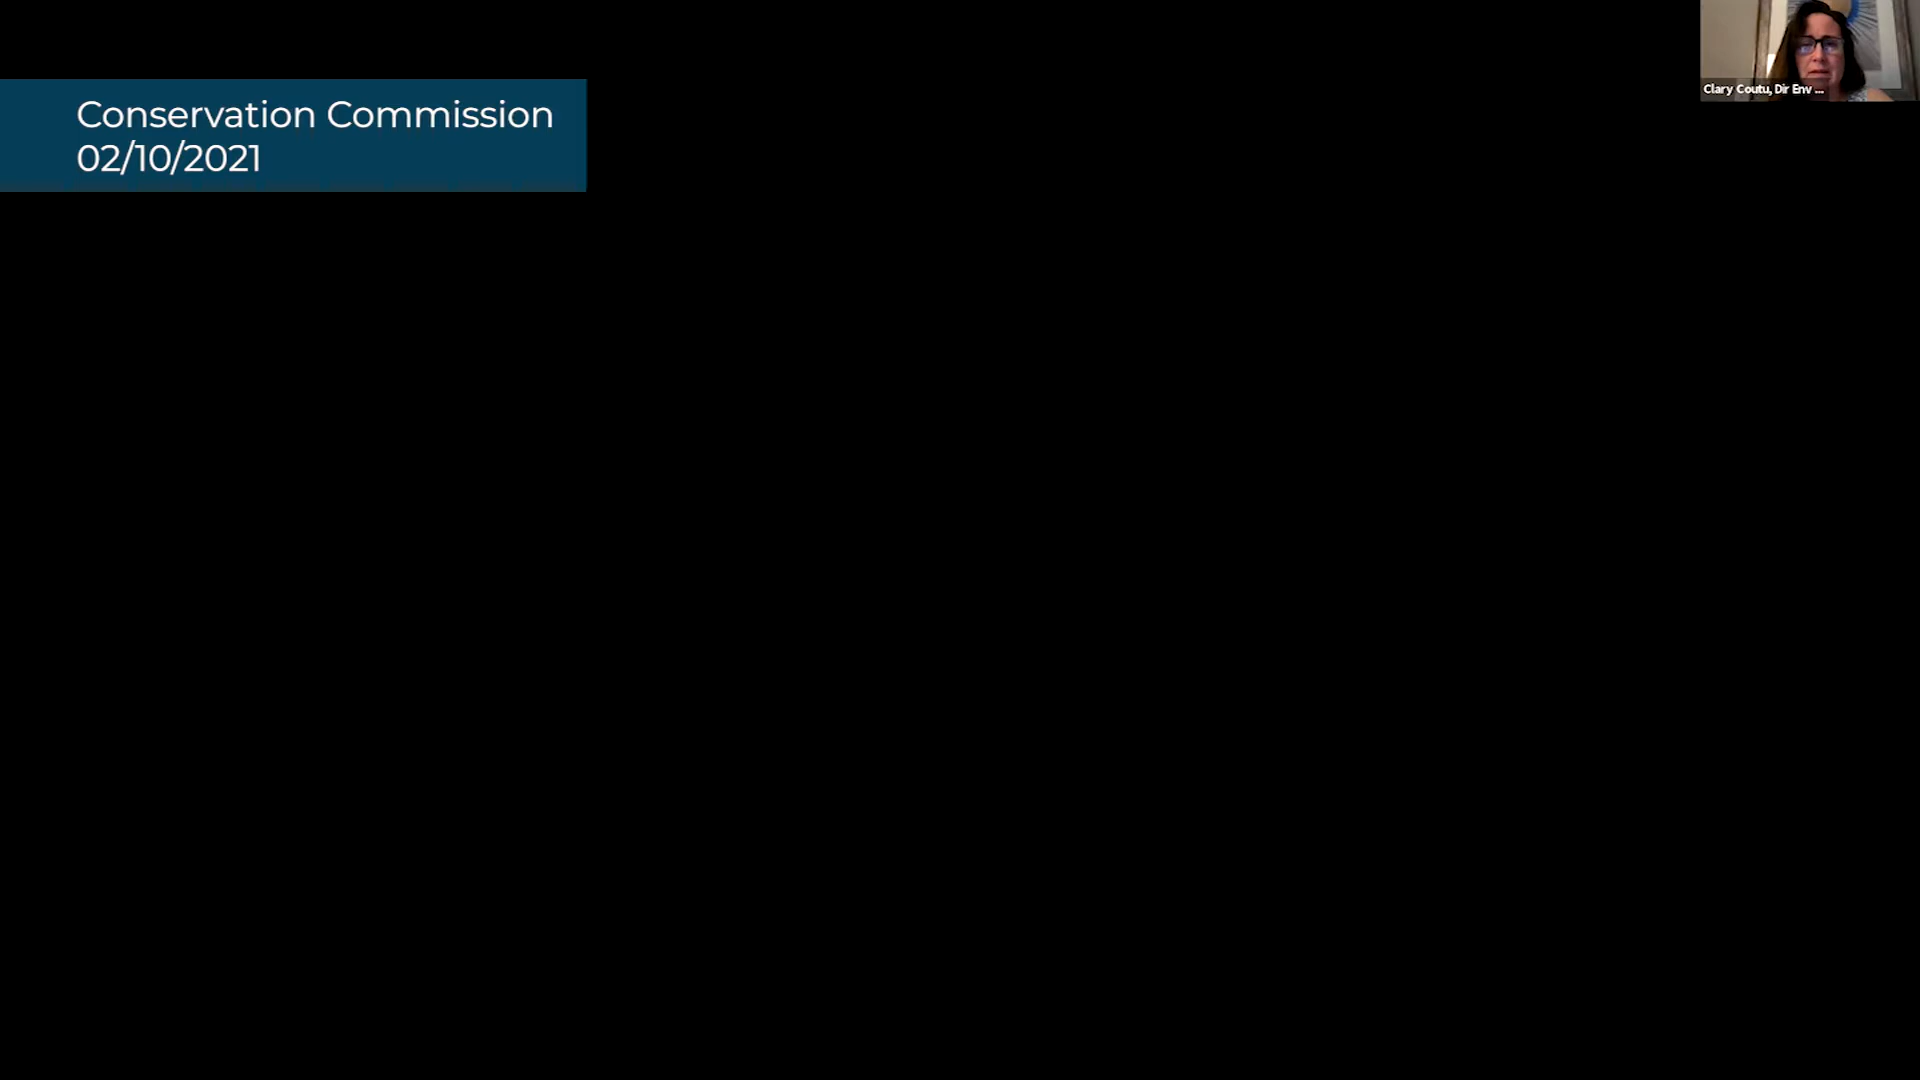 Conservation Commission
02/10/2021
Clary Coutu, Dir Env ...